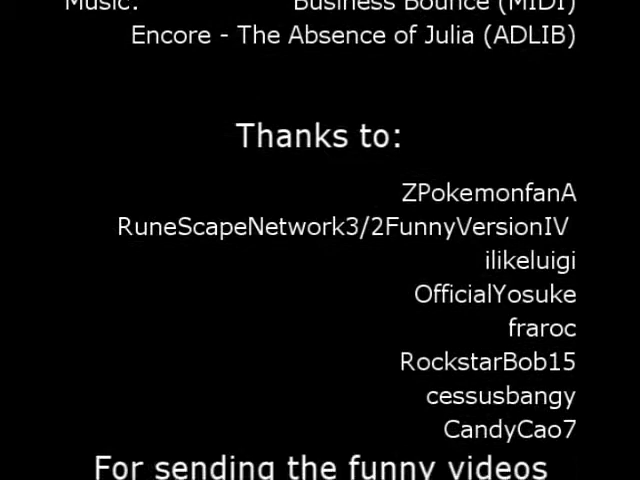 Music: Business Bounce (MIDI)
Encore - The Absence of Julia (ADLIB)
Thanks to:
ZPokemonfanA
RuneScapeNetwork3/2FunnyVersionIV
ilikeluigi
OfficialYosuke
fraroc
RockstarBob15
cessusbangy
CandyCao7
For sending the funny videos